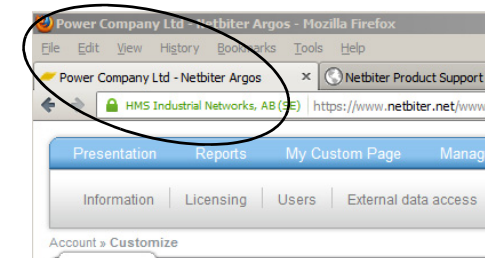 Power Company Ltd - Netbiter Argos - Mozilla Firefox
File Edit View History Bookmarks Tools Help
Power Company Ltd - Netbiter Argos × Netbiter Product Support
HMS Industrial Networks, AB (SE) https://www.netbiter.net/www
Presentation Reports My Custom Page Manag
Information Licensing Users External data access
Account » Customize